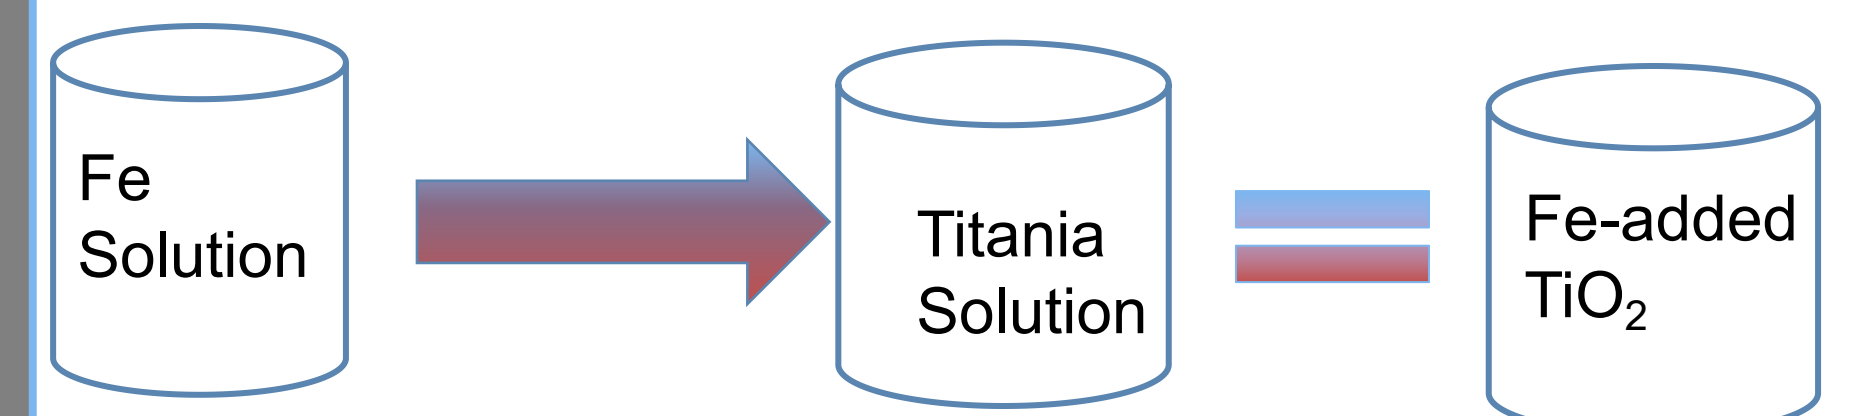 Fe
Solution
Titania
Solution
Fe-added
TiO₂